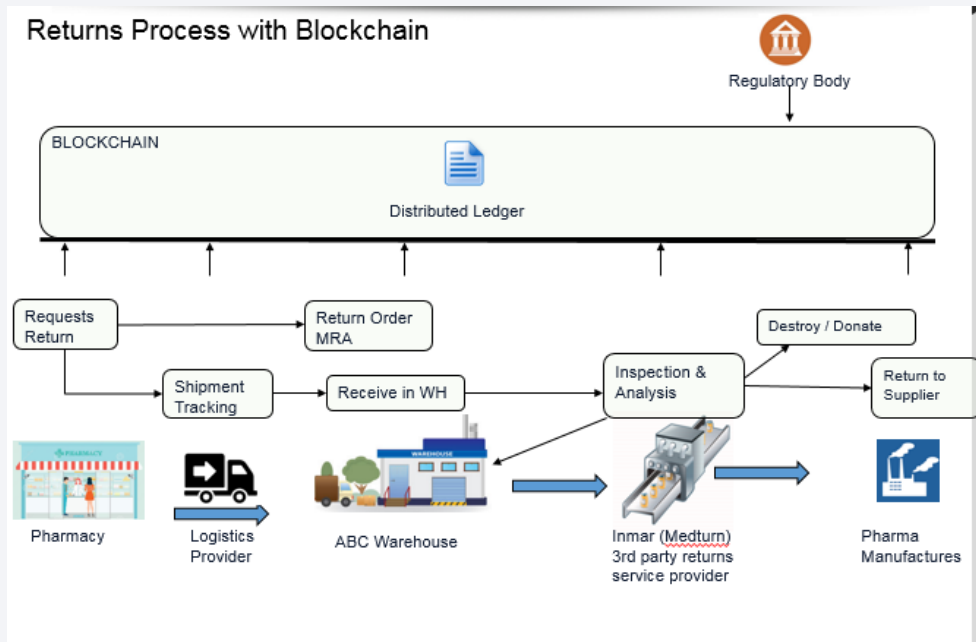 Returns Process with Blockchain
Regulatory Body
BLOCKCHAIN
Distributed Ledger
Requests
Return
Return Order
MRA
Destroy / Donate
Shipment
Tracking
Receive in WH
Inspection &
Analysis
Return to
Supplier
PHARMACY
WAREHOUSE
Pharmacy
Logistics
Provider
ABC Warehouse
Inmar (Medturn)
3rd party returns
service provider
Pharma
Manufactures